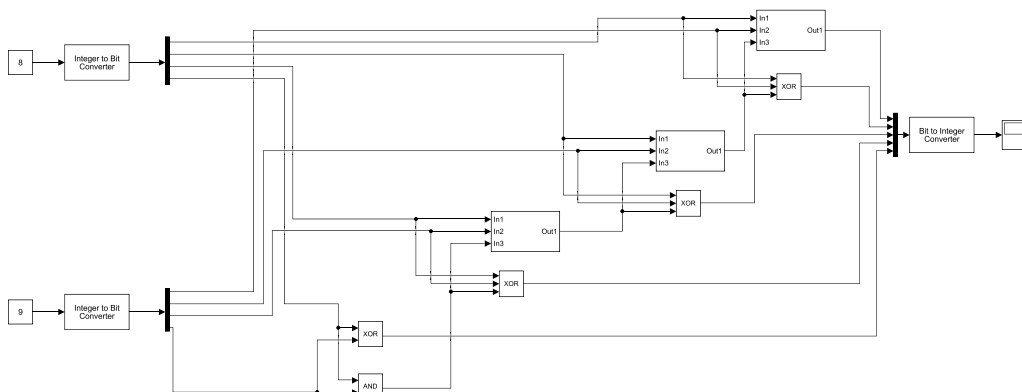 In1
In2
In3
Out1
8
Integer to Bit
Converter
XOR
Bit to Integer
Converter
In1
In2
In3
Out1
XOR
In1
In2
In3
Out1
XOR
9
Integer to Bit
Converter
XOR
AND